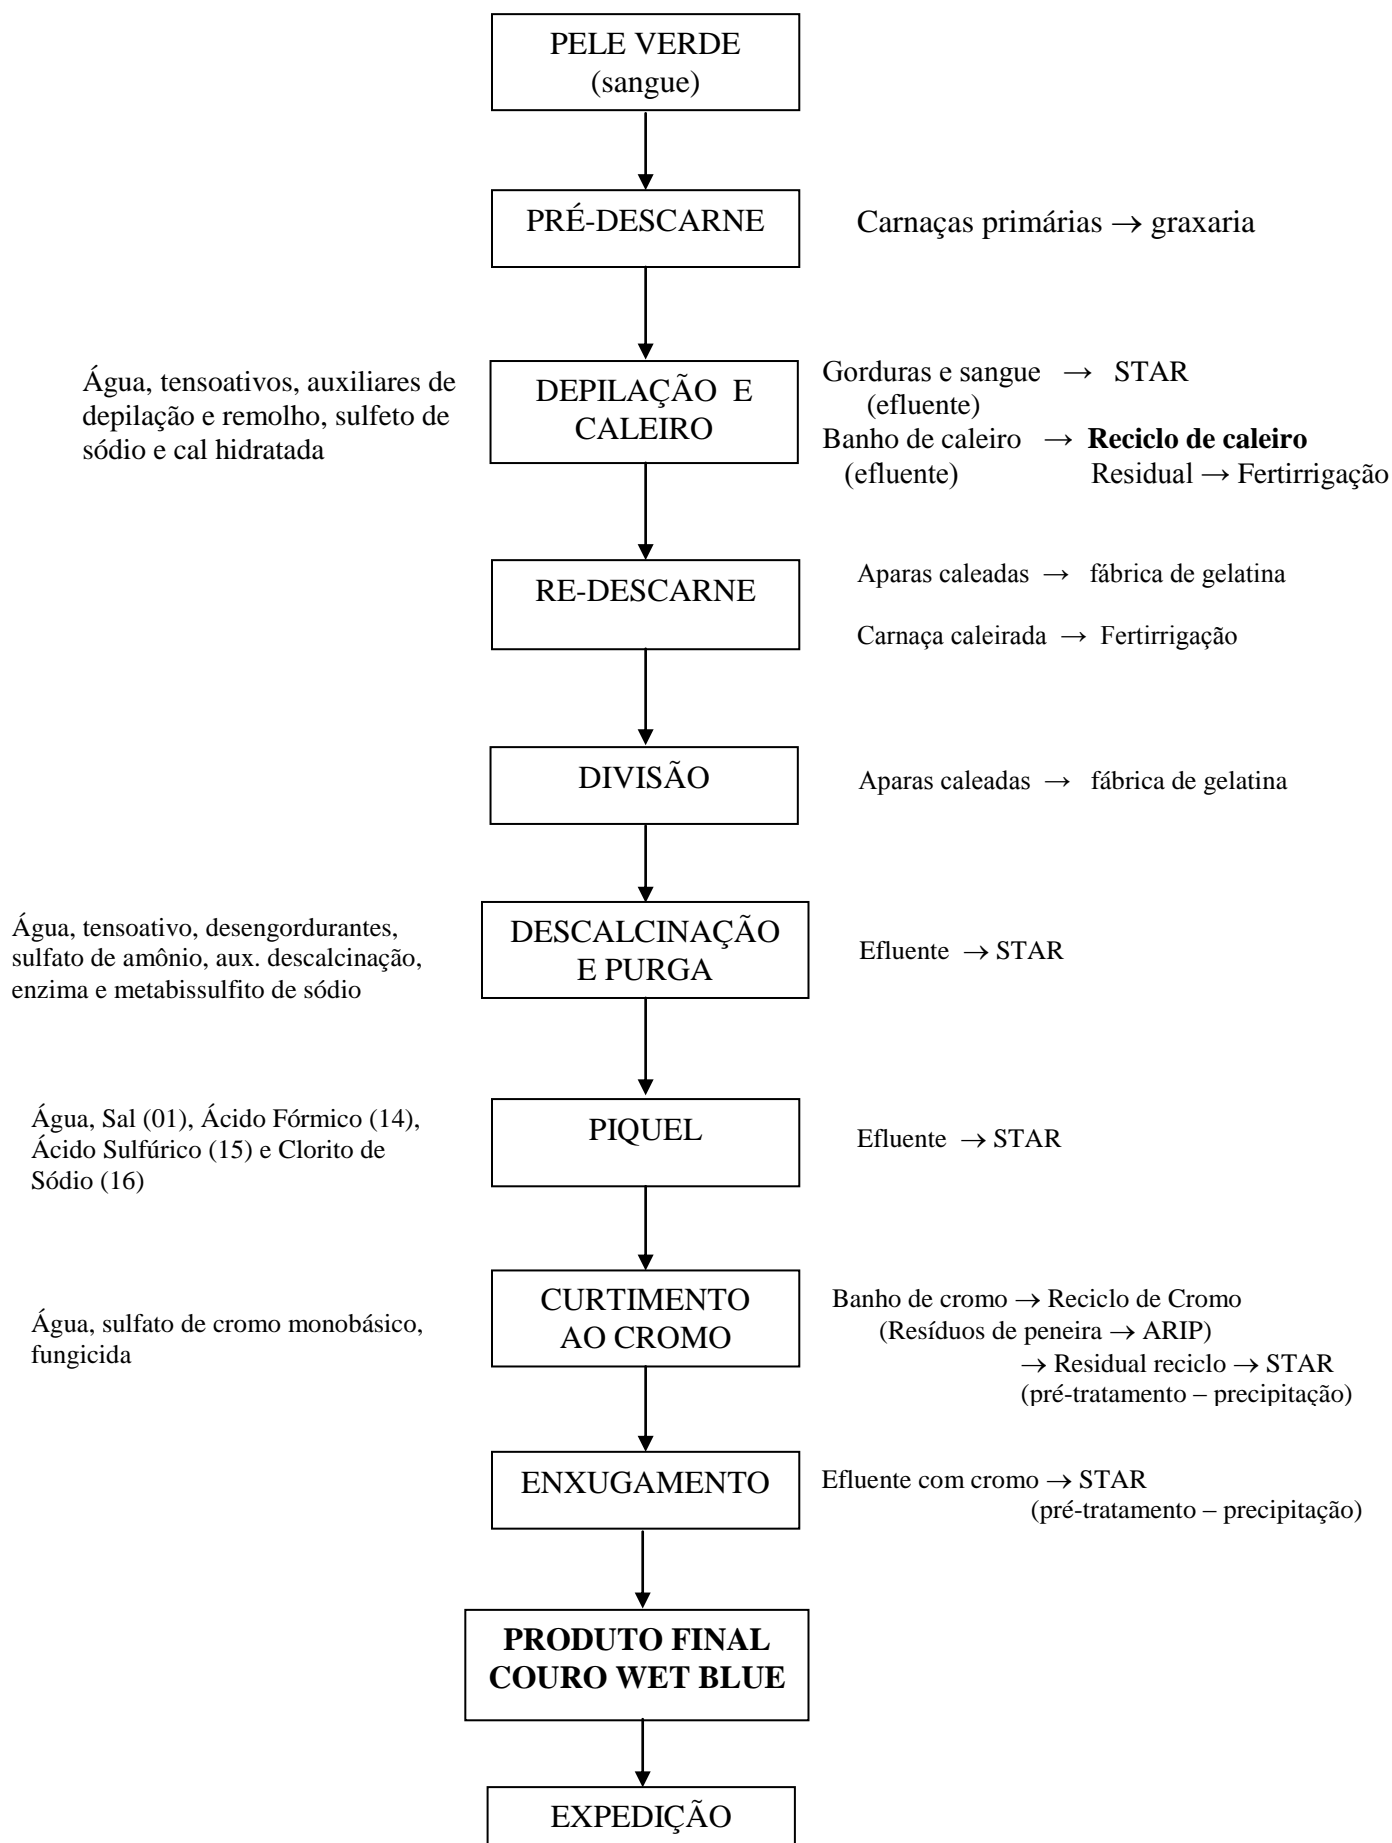 PELE VERDE
(sangue)
PRÉ-DESCARNE
Carnaças primárias → graxaria
Água, tensoativos, auxiliares de
depilação e remolho, sulfeto de
sódio e cal hidratada
DEPILAÇÃO E
CALEIRO
Gorduras e sangue → STAR
(efluente)
Banho de caleiro → Reciclo de caleiro
(efluente) Residual → Fertirrigação
RE-DESCARNE
Aparas caleadas → fábrica de gelatina
Carnaça caleirada → Fertirrigação
DIVISÃO
Aparas caleadas → fábrica de gelatina
Água, tensoativo, desengordurantes,
sulfato de amônio, aux. descalcinação,
enzima e metabissulfito de sódio
DESCALCINAÇÃO
E PURGA
Efluente → STAR
Água, Sal (01), Ácido Fórmico (14),
Ácido Sulfúrico (15) e Clorito de
Sódio (16)
PIQUEL
Efluente → STAR
Água, sulfato de cromo monobásico,
fungicida
CURTIMENTO
AO CROMO
Banho de cromo → Reciclo de Cromo
(Resíduos de peneira → ARIP)
→ Residual reciclo → STAR
(pré-tratamento – precipitação)
ENXUGAMENTO
Efluente com cromo → STAR
(pré-tratamento – precipitação)
PRODUTO FINAL
COURO WET BLUE
EXPEDIÇÃO